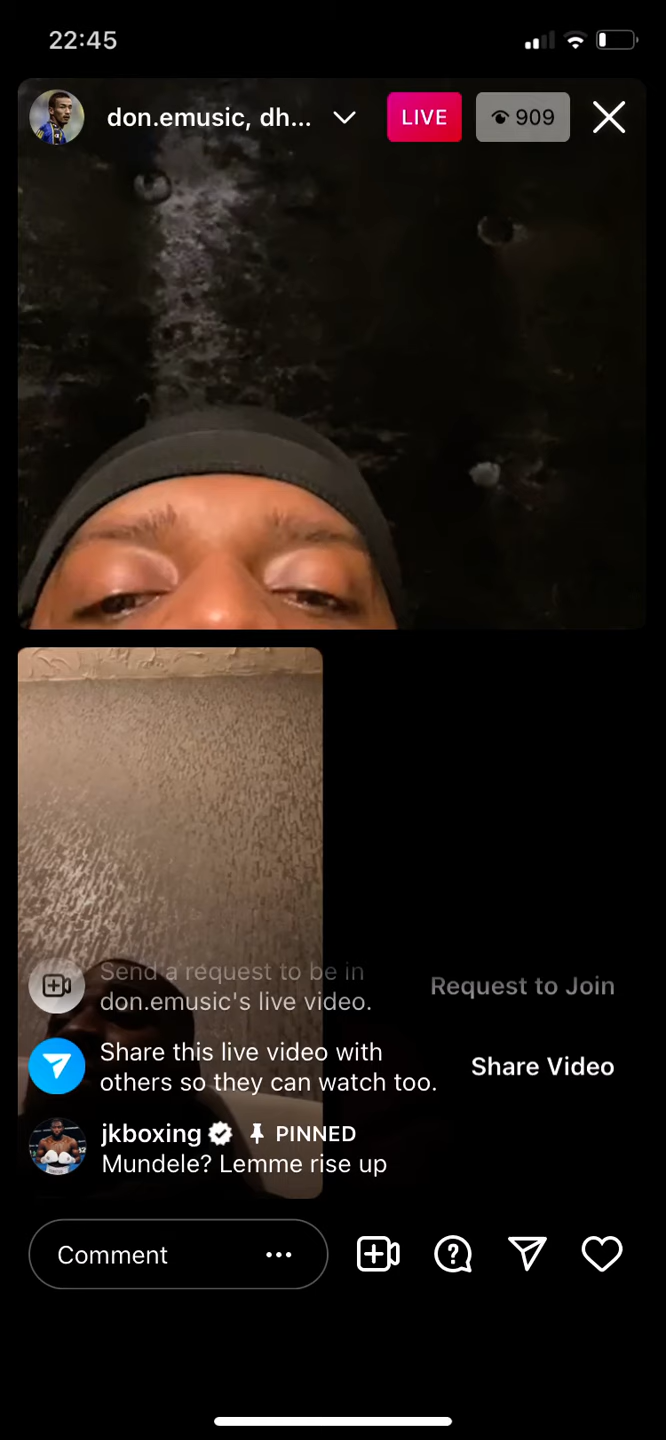 22:45
don.emusic, dh...
LIVE
909
Send a request to be in
don.emusic's live video.
Request to Join
Share this live video with
others so they can watch too.
Share Video
jkboxing PINNED
Mundele? Lemme rise up
Comment